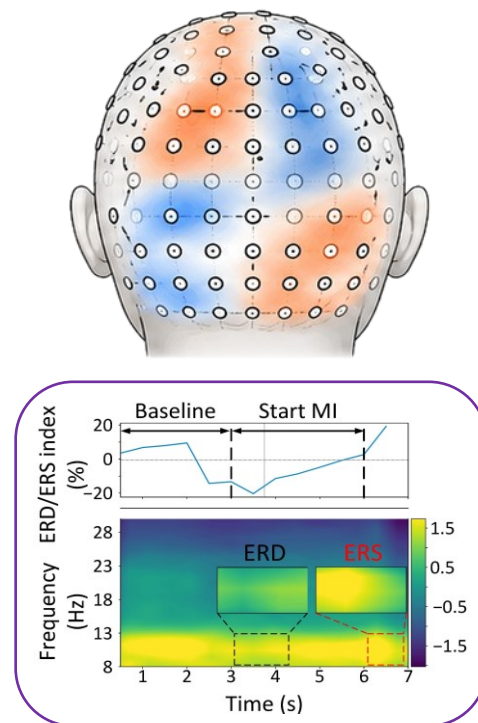 Baseline Start MI
ERD/ERS index
(%)
20
0
−20
Frequency
(Hz)
28
23
18
13
8
ERD ERS
1.5
0.5
−0.5
−1.5
1 2 3 4 5 6 7
Time (s)